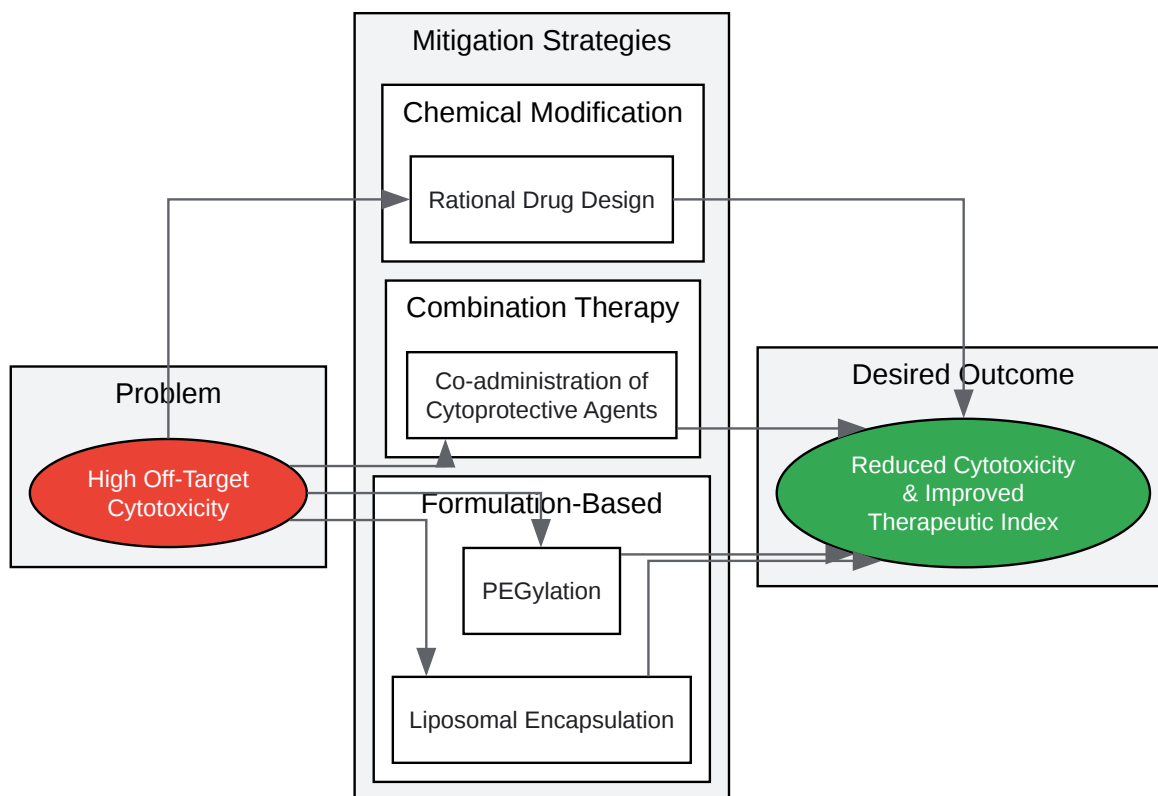 Mitigation Strategies
Chemical Modification
Rational Drug Design
Combination Therapy
Co-administration of
Cytoprotective Agents
Problem
High Off-Target
Cytotoxicity
Formulation-Based
PEGylation
Liposomal Encapsulation
Desired Outcome
Reduced Cytotoxicity
& Improved
Therapeutic Index